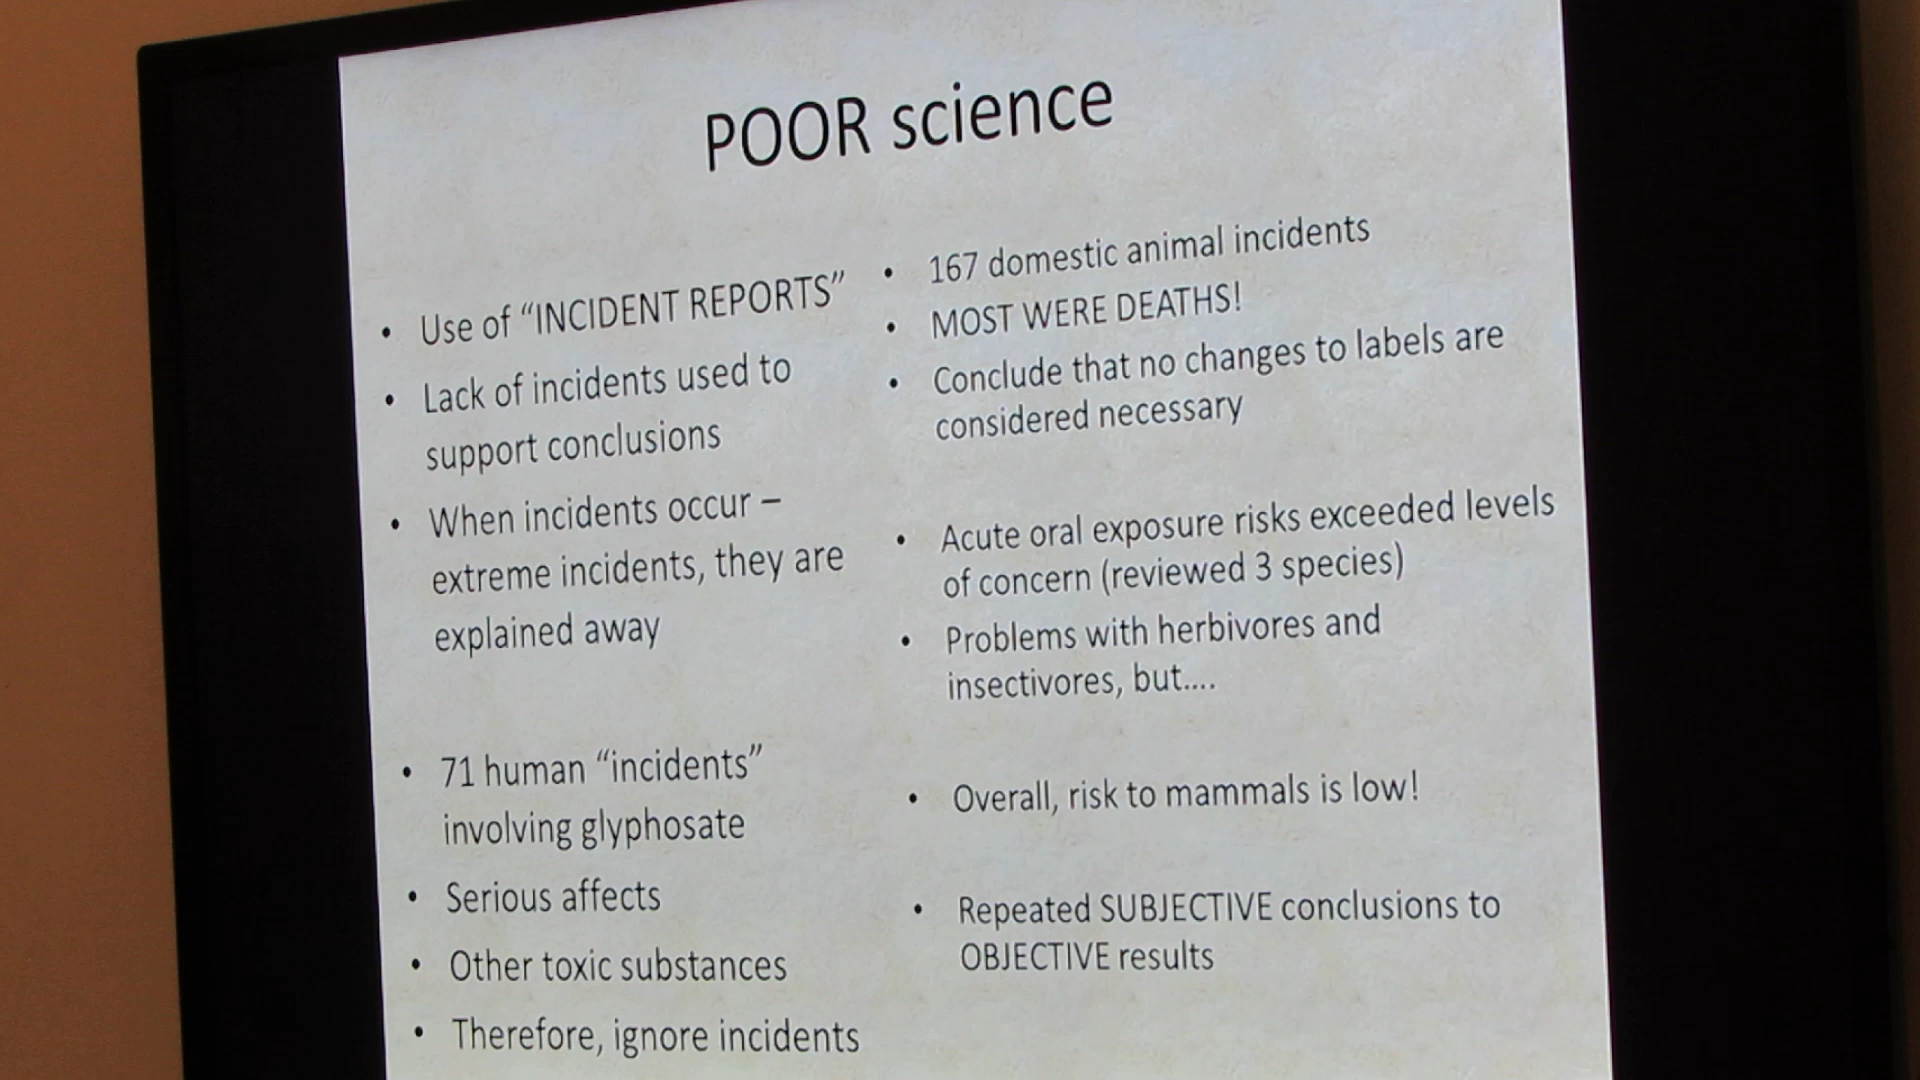 POOR science
• Use of “INCIDENT REPORTS”
• Lack of incidents used to
support conclusions
• When incidents occur –
extreme incidents, they are
explained away
• 71 human “incidents”
involving glyphosate
• Serious affects
• Other toxic substances
• Therefore, ignore incidents
• 167 domestic animal incidents
• MOST WERE DEATHS!
• Conclude that no changes to labels are
considered necessary
• Acute oral exposure risks exceeded levels
of concern (reviewed 3 species)
• Problems with herbivores and
insectivores, but....
• Overall, risk to mammals is low!
• Repeated SUBJECTIVE conclusions to
OBJECTIVE results